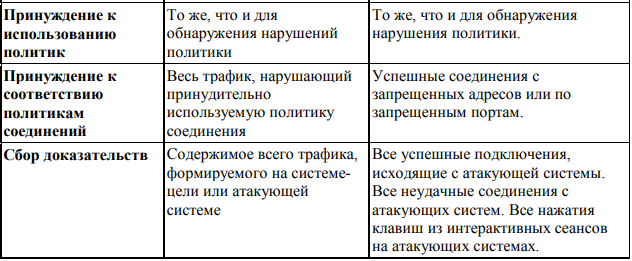 Принуждение к
использованию
политик
То же, что и для
обнаружения нарушений
политики
То же, что и для обнаружения
нарушения политики.
Принуждение к
соответствию
политикам
соединений
Весь трафик, нарушающий
принудительно
используемую политику
соединения
Успешные соединения с
запрещенных адресов или по
запрещенным портам.
Сбор доказательств
Содержимое всего трафика,
формируемого на системе-
цели или атакующей
системе
Все успешные подключения,
исходящие с атакующей системы.
Все неудачные соединения с
атакующих систем. Все нажатия
клавиш из интерактивных сеансов
на атакующих системах.